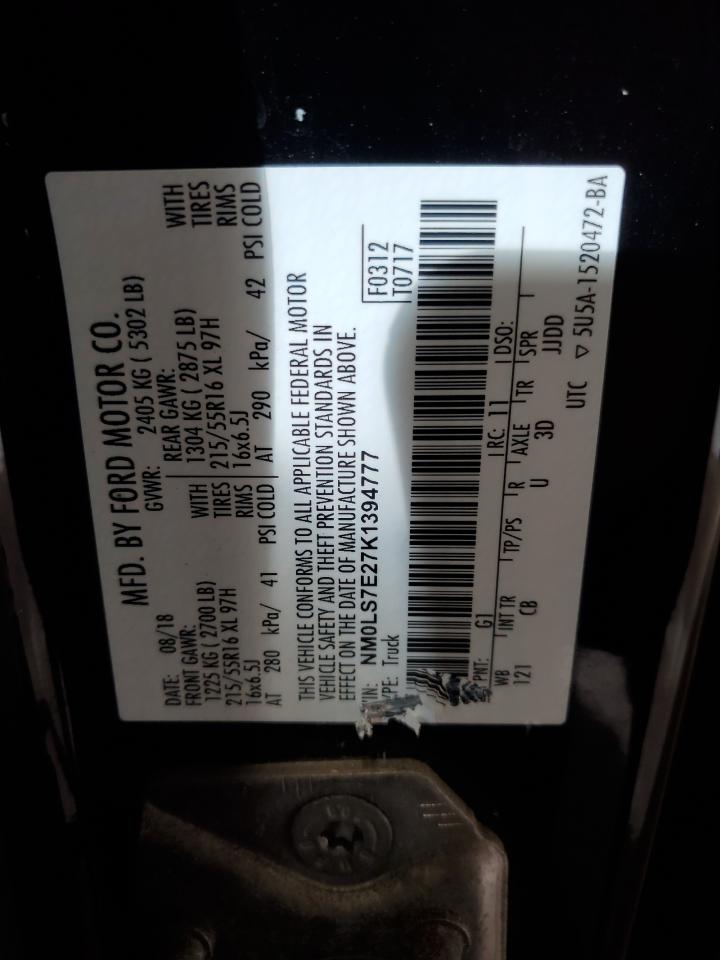 MFD. BY FORD MOTOR CO.
DATE: 08/18 GVWR: 2405 KG ( 5302 LB)
FRONT GAWR: REAR GAWR:
1225 KG ( 2700 LB) WITH 1304 KG ( 2875 LB) WITH
215/55R16 XL 97H TIRES 215/55R16 XL 97H TIRES
16x6.5J RIMS 16x6.5J RIMS
AT 280 kPa/ 41 PSI COLD AT 290 kPa/ 42 PSI COLD
THIS VEHICLE CONFORMS TO ALL APPLICABLE FEDERAL MOTOR
VEHICLE SAFETY AND THEFT PREVENTION STANDARDS IN
EFFECT ON THE DATE OF MANUFACTURE SHOWN ABOVE.
VIN: NM0LS7E27K1394777 F0312
TYPE: Truck T0717
PNT: G1 RC: 11 DSO:
WB INT TR TP/PS R AXLE TR SPR
121 CB U 3D JJDD
UTC ▽ 5U5A-1520472-BA